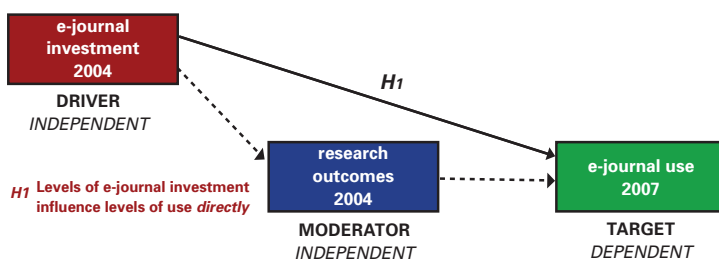 e-journal
investment
2004
DRIVER
INDEPENDENT
H1
research
outcomes
2004
MODERATOR
INDEPENDENT
e-journal use
2007
TARGET
DEPENDENT
H1 Levels of e-journal investment
influence levels of use directly